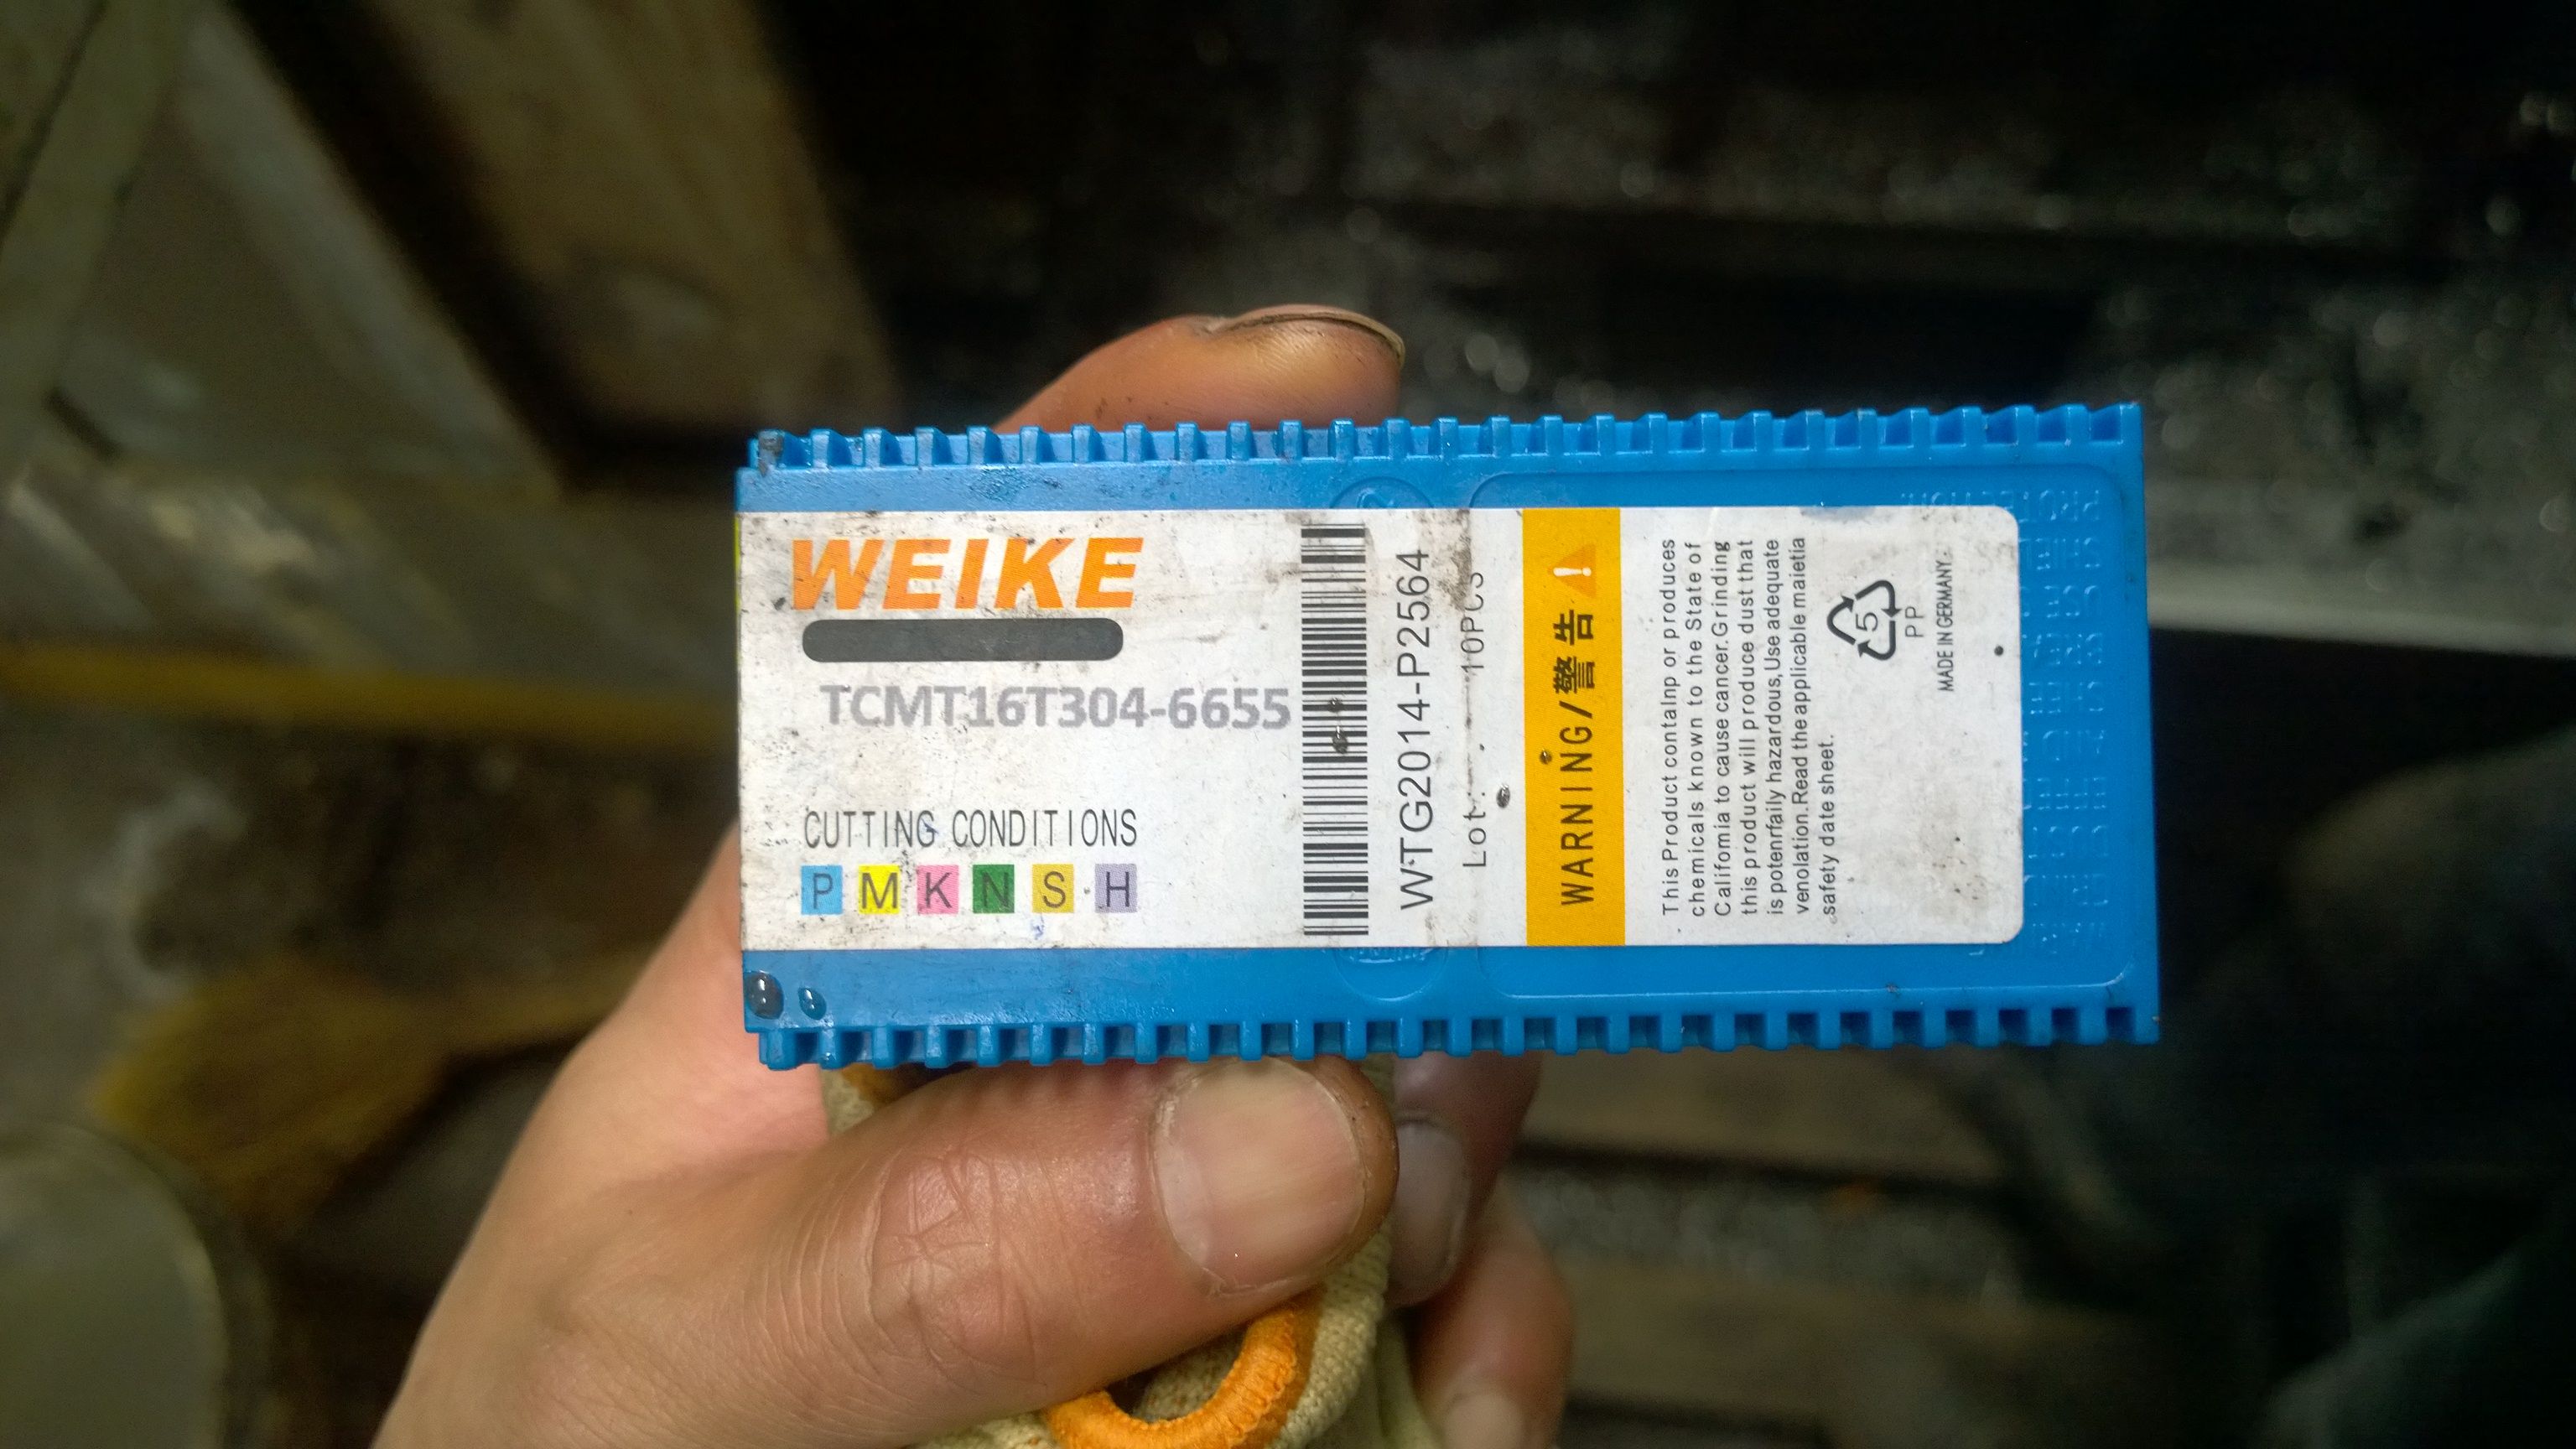 WEIKE
TCMT16T304-6655
CUTTING CONDITIONS
P M K N S H
WTG2014-P2564
Lot: 10PCS
WARNING/警告
This Product contaInp or produces
chemicals known to the State of
Califomia to cause cancer.Grinding
this product will produce dust that
is potenrfaily hazardous,Use adequate
venolation.Read the applicable maietia
safety date sheet.
5
PP
MADE IN GERMANY.